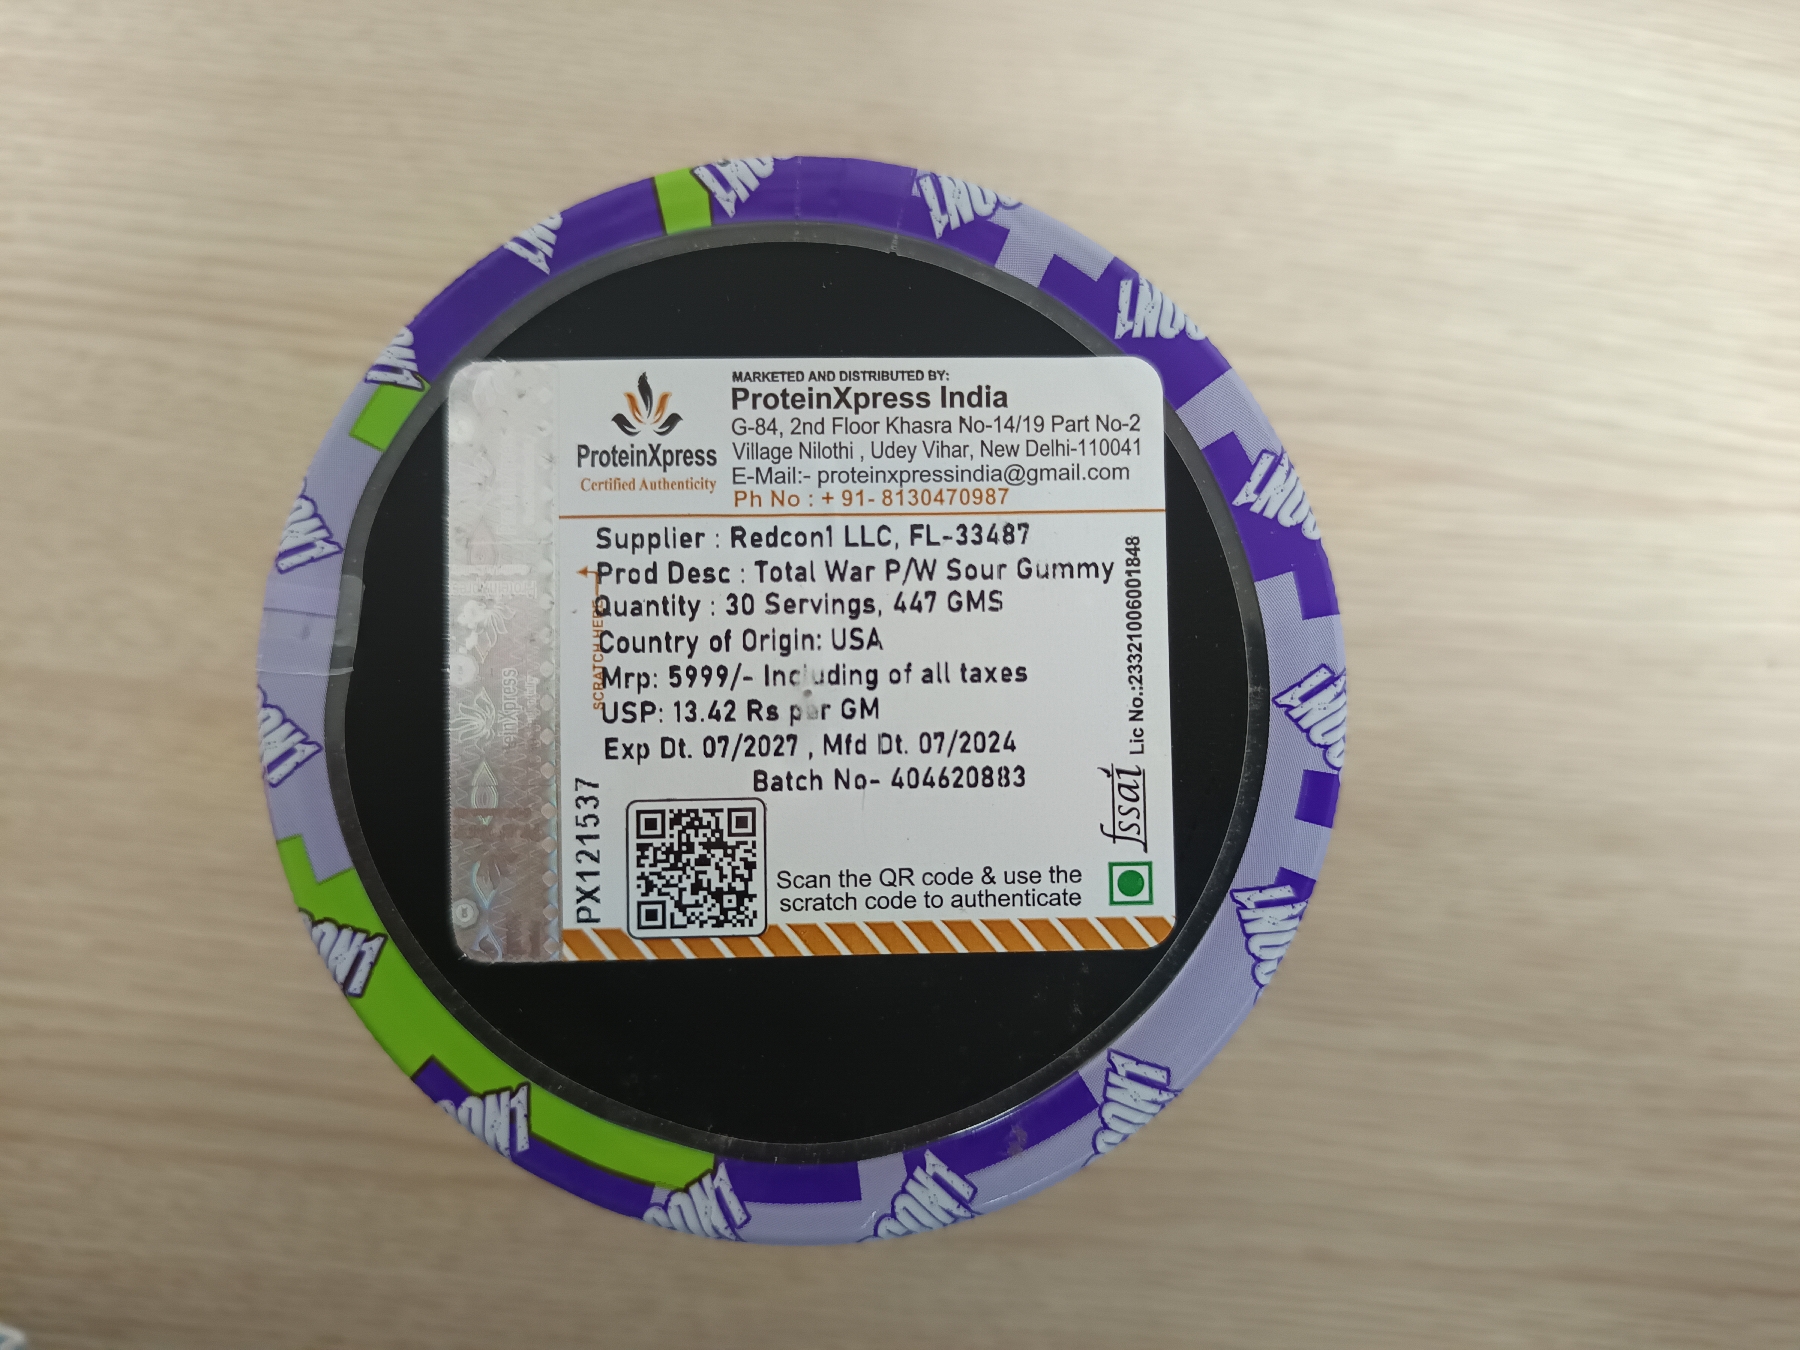 ProteinXpress
Certified Authenticity
MARKETED AND DISTRIBUTED BY:
ProteinXpress India
G-84, 2nd Floor Khasra No-14/19 Part No-2
Village Nilothi , Udey Vihar, New Delhi-110041
E-Mail:- proteinxpressindia@gmail.com
Ph No : + 91- 8130470987
Supplier : Redcon1 LLC, FL-33487
Prod Desc : Total War P/W Sour Gummy
Quantity : 30 Servings, 447 GMS
Country of Origin: USA
Mrp: 5999/- Including of all taxes
USP: 13.42 Rs per GM
Exp Dt. 07/2027 , Mfd Dt. 07/2024
Batch No- 404620883
SCRATCH HERE
PX121537
Scan the QR code & use the
scratch code to authenticate
fssai
Lic No.:23321006001848